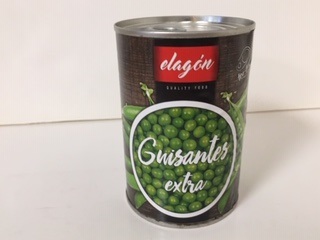 elagón
QUALITY FOOD
Guisantes
extra